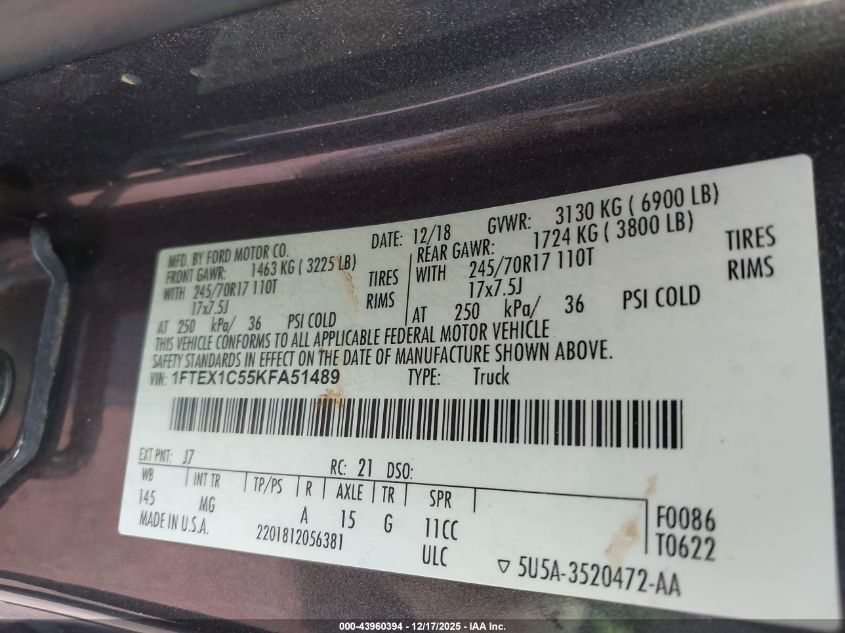 MFD. BY FORD MOTOR CO.
DATE: 12/18 GVWR: 3130 KG ( 6900 LB)
FRONT GAWR: 1463 KG ( 3225 LB)
WITH 245/70R17 110T TIRES
17x7.5J RIMS
AT 250 kPa/ 36 PSI COLD
REAR GAWR: 1724 KG ( 3800 LB)
WITH 245/70R17 110T TIRES
17x7.5J RIMS
AT 250 kPa/ 36 PSI COLD
THIS VEHICLE CONFORMS TO ALL APPLICABLE FEDERAL MOTOR VEHICLE
SAFETY STANDARDS IN EFFECT ON THE DATE OF MANUFACTURE SHOWN ABOVE.
VIN: 1FTEX1C55KFA51489 TYPE: Truck
EXT PNT: J7 RC: 21 DSO:
WB INT TR TP/PS R AXLE TR SPR
145 MG A 15 G 11CC
F0086
T0622
MADE IN U.S.A. 2201812056381 ULC
▽ 5U5A-3520472-AA
000-43960394 - 12/17/2025 - IAA Inc.